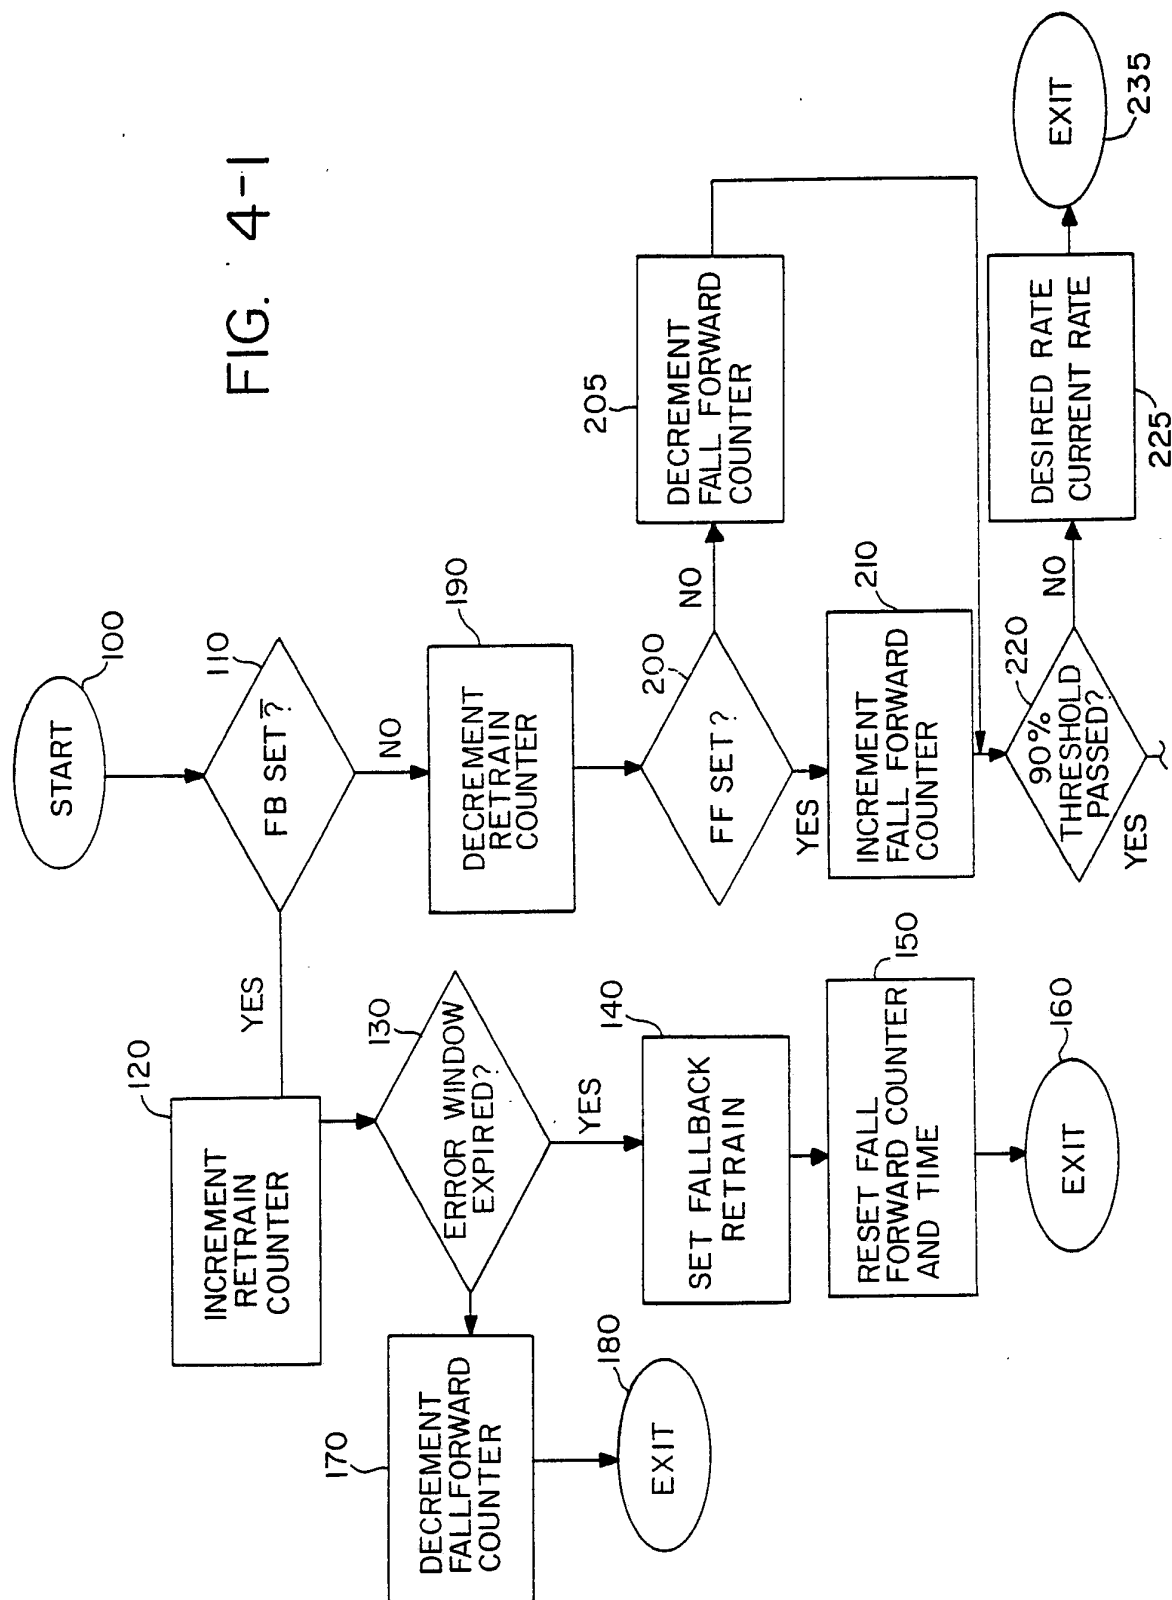 FIG. 4-1
START
100
FB SET?
110
YES
NO
INCREMENT
RETRAIN
COUNTER
120
ERROR WINDOW
EXPIRED?
130
YES
DECREMENT
FALLFORWARD
COUNTER
170
EXIT
180
SET FALLBACK
RETRAIN
140
RESET FALL
FORWARD COUNTER
AND TIME
150
EXIT
160
DECREMENT
RETRAIN
COUNTER
190
FF SET?
200
NO
YES
DECREMENT
FALL FORWARD
COUNTER
205
INCREMENT
FALL FORWARD
COUNTER
210
90%
THRESHOLD
PASSED?
220
NO
YES
DESIRED RATE
CURRENT RATE
225
EXIT
235